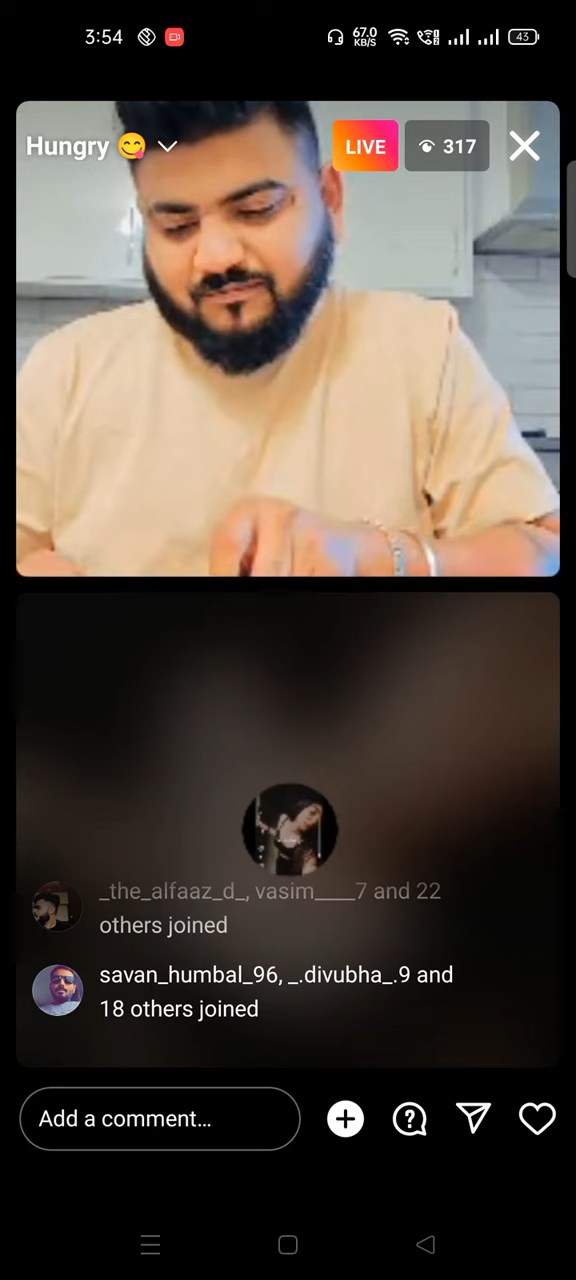 3:54
67.0
KB/S
43
Hungry 😋
LIVE
317
_the_alfaaz_d_, vasim____7 and 22
others joined
savan_humbal_96, _.divubha_.9 and
18 others joined
Add a comment...